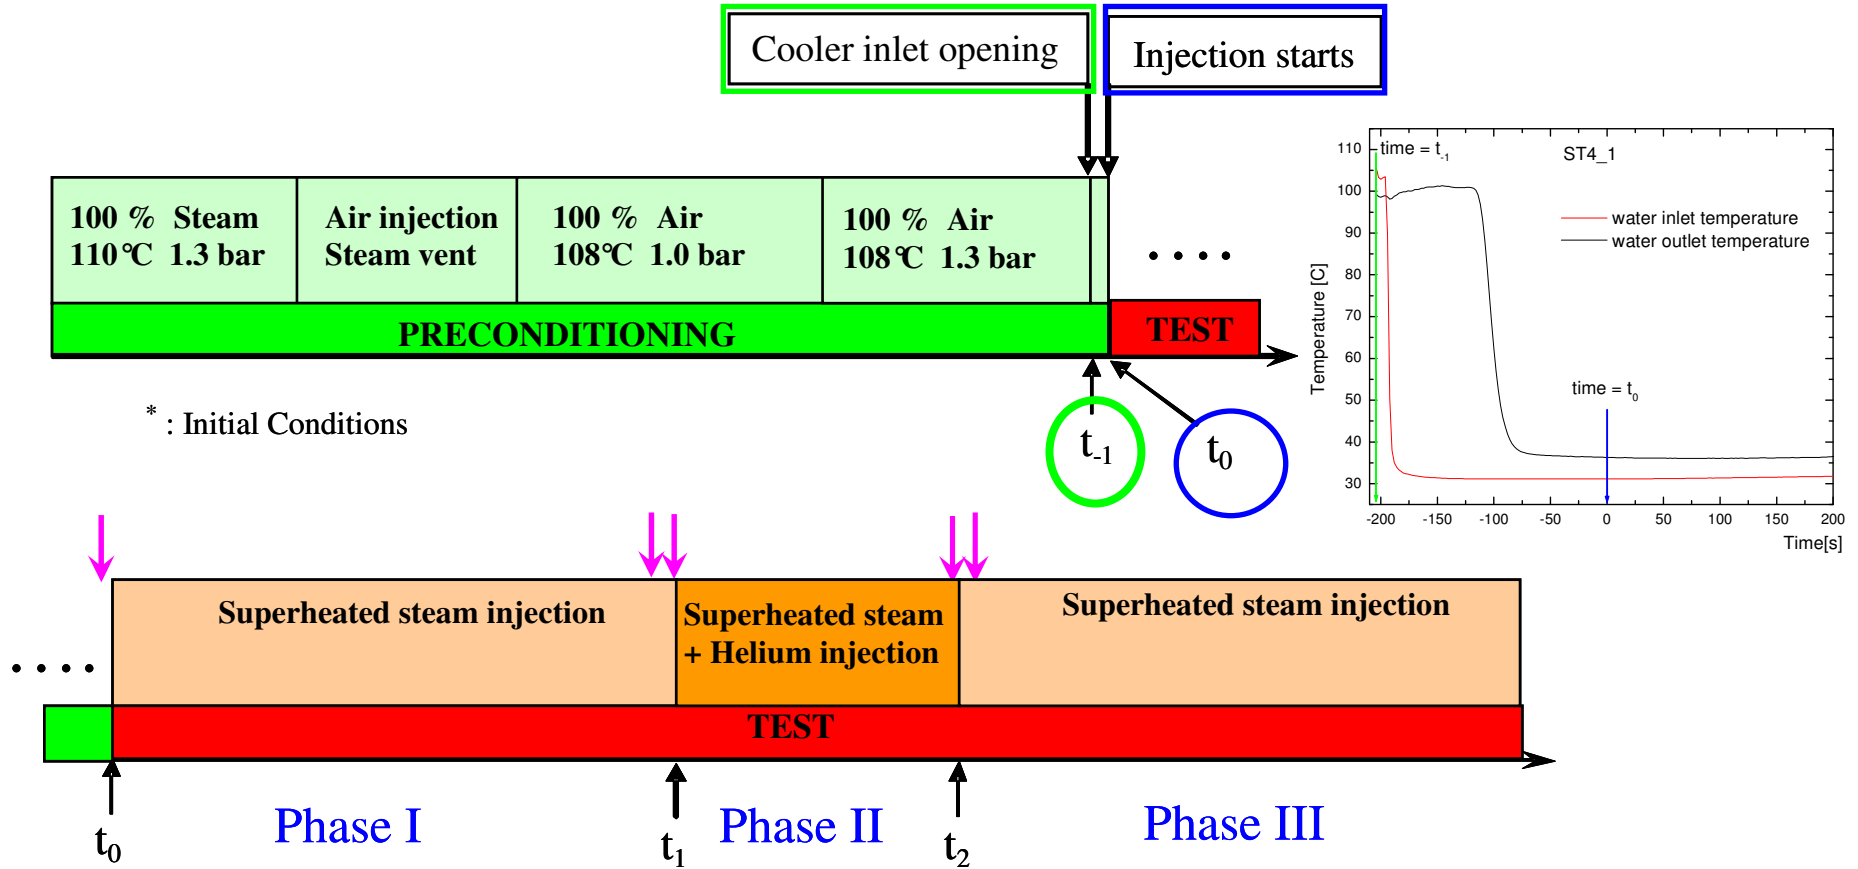 Cooler inlet opening
Injection starts
100 % Steam
110°C 1.3 bar
Air injection
Steam vent
100 % Air
108°C 1.0 bar
100 % Air
108°C 1.3 bar
. . . .
PRECONDITIONING
TEST
* : Initial Conditions
t-1
t0
time = t-1
ST4_1
water inlet temperature
water outlet temperature
time = t0
Temperature [C]
110
100
90
80
70
60
50
40
30
-200 -150 -100 -50 0 50 100 150 200
Time[s]
Superheated steam injection
Superheated steam
+ Helium injection
Superheated steam injection
. . . .
TEST
t0
Phase I
t1
Phase II
t2
Phase III